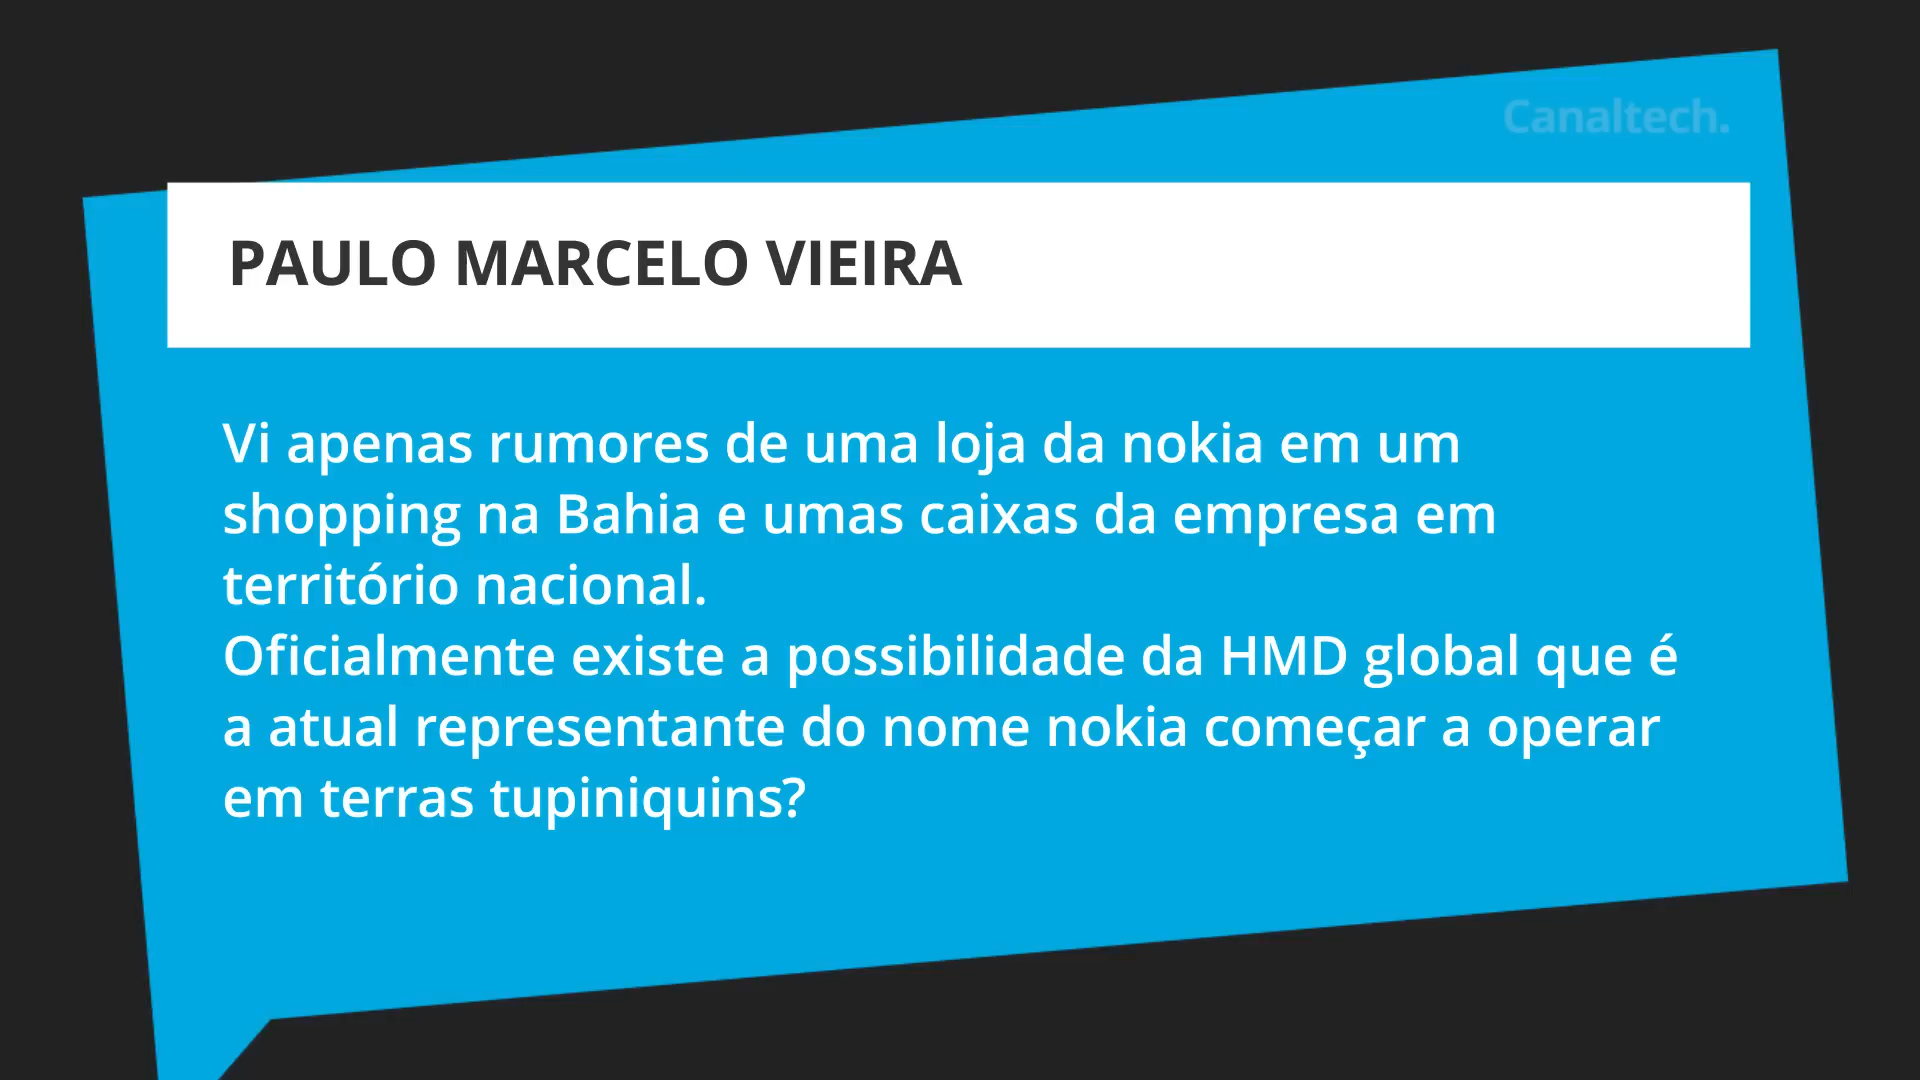 Canaltech.
PAULO MARCELO VIEIRA
Vi apenas rumores de uma loja da nokia em um
shopping na Bahia e umas caixas da empresa em
território nacional.
Oficialmente existe a possibilidade da HMD global que é
a atual representante do nome nokia começar a operar
em terras tupiniquins?